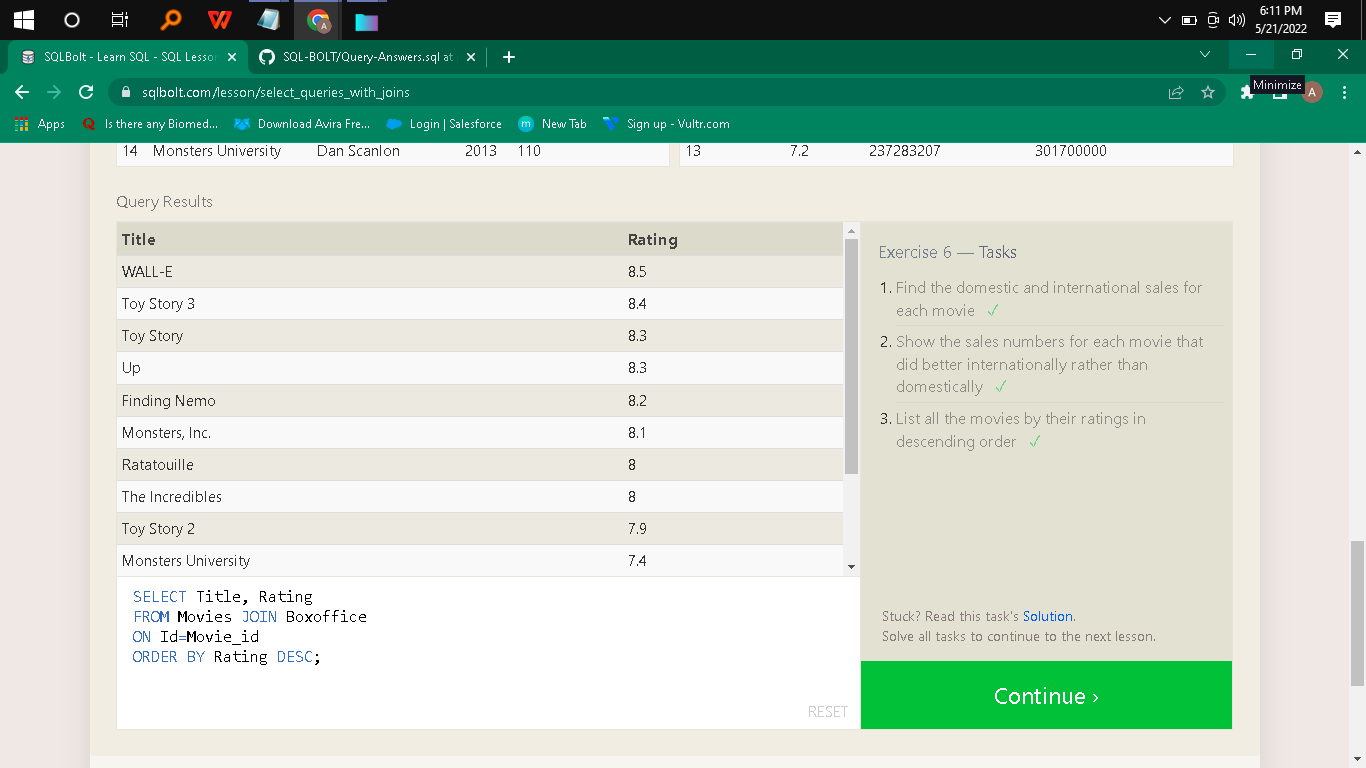 6:11 PM
5/21/2022
SQLBolt - Learn SQL - SQL Lesson
SQL-BOLT/Query-Answers.sql at
sqlbolt.com/lesson/select_queries_with_joins
Minimize
A
Apps
Is there any Biomed...
Download Avira Fre...
Login | Salesforce
New Tab
Sign up - Vultr.com
14 Monsters University Dan Scanlon 2013 110
13 7.2 237283207 301700000
Query Results
Title Rating
WALL-E 8.5
Toy Story 3 8.4
Toy Story 8.3
Up 8.3
Finding Nemo 8.2
Monsters, Inc. 8.1
Ratatouille 8
The Incredibles 8
Toy Story 2 7.9
Monsters University 7.4
SELECT Title, Rating
FROM Movies JOIN Boxoffice
ON Id=Movie_id
ORDER BY Rating DESC;
RESET
Exercise 6 — Tasks
1. Find the domestic and international sales for
each movie ✓
2. Show the sales numbers for each movie that
did better internationally rather than
domestically ✓
3. List all the movies by their ratings in
descending order ✓
Stuck? Read this task's Solution.
Solve all tasks to continue to the next lesson.
Continue ›